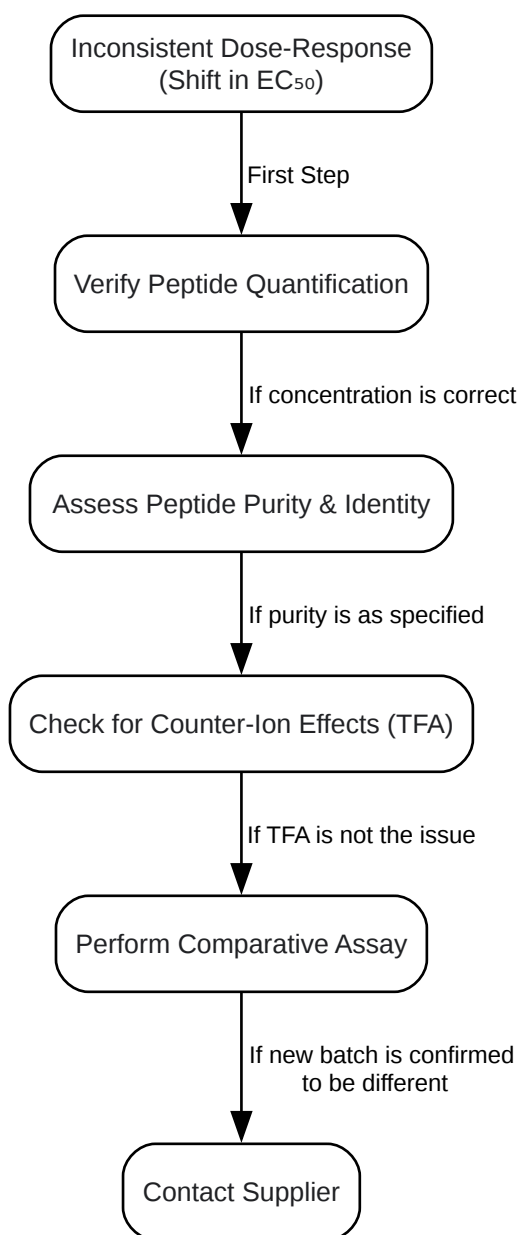 Inconsistent Dose-Response
(Shift in EC₅₀)
First Step
Verify Peptide Quantification
If concentration is correct
Assess Peptide Purity & Identity
If purity is as specified
Check for Counter-Ion Effects (TFA)
If TFA is not the issue
Perform Comparative Assay
If new batch is confirmed
to be different
Contact Supplier